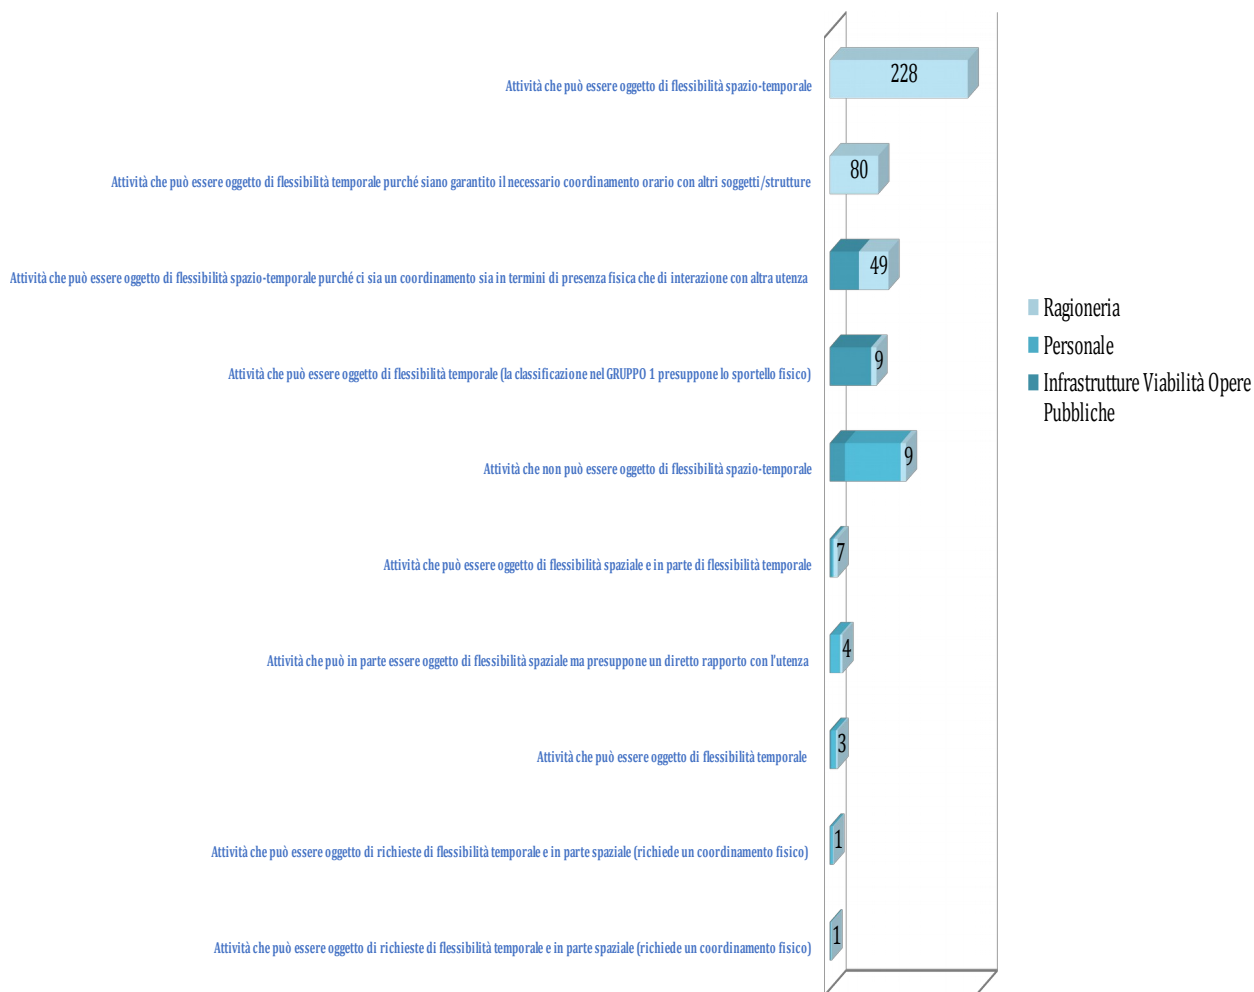 228
Attività che può essere oggetto di flessibilità spazio-temporale
80
Attività che può essere oggetto di flessibilità temporale purché siano garantito il necessario coordinamento orario con altri soggetti/strutture
49
Attività che può essere oggetto di flessibilità spazio-temporale purché ci sia un coordinamento sia in termini di presenza fisica che di interazione con altra utenza
Ragioneria
Personale
Infrastrutture Viabilità Opere
Pubbliche
9
Attività che può essere oggetto di flessibilità temporale (la classificazione nel GRUPPO 1 presuppone lo sportello fisico)
9
Attività che non può essere oggetto di flessibilità spazio-temporale
7
Attività che può essere oggetto di flessibilità spaziale e in parte di flessibilità temporale
4
Attività che può in parte essere oggetto di flessibilità spaziale ma presuppone un diretto rapporto con l'utenza
3
Attività che può essere oggetto di flessibilità temporale
1
Attività che può essere oggetto di richieste di flessibilità temporale e in parte spaziale (richiede un coordinamento fisico)
1
Attività che può essere oggetto di richieste di flessibilità temporale e in parte spaziale (richiede un coordinamento fisico)